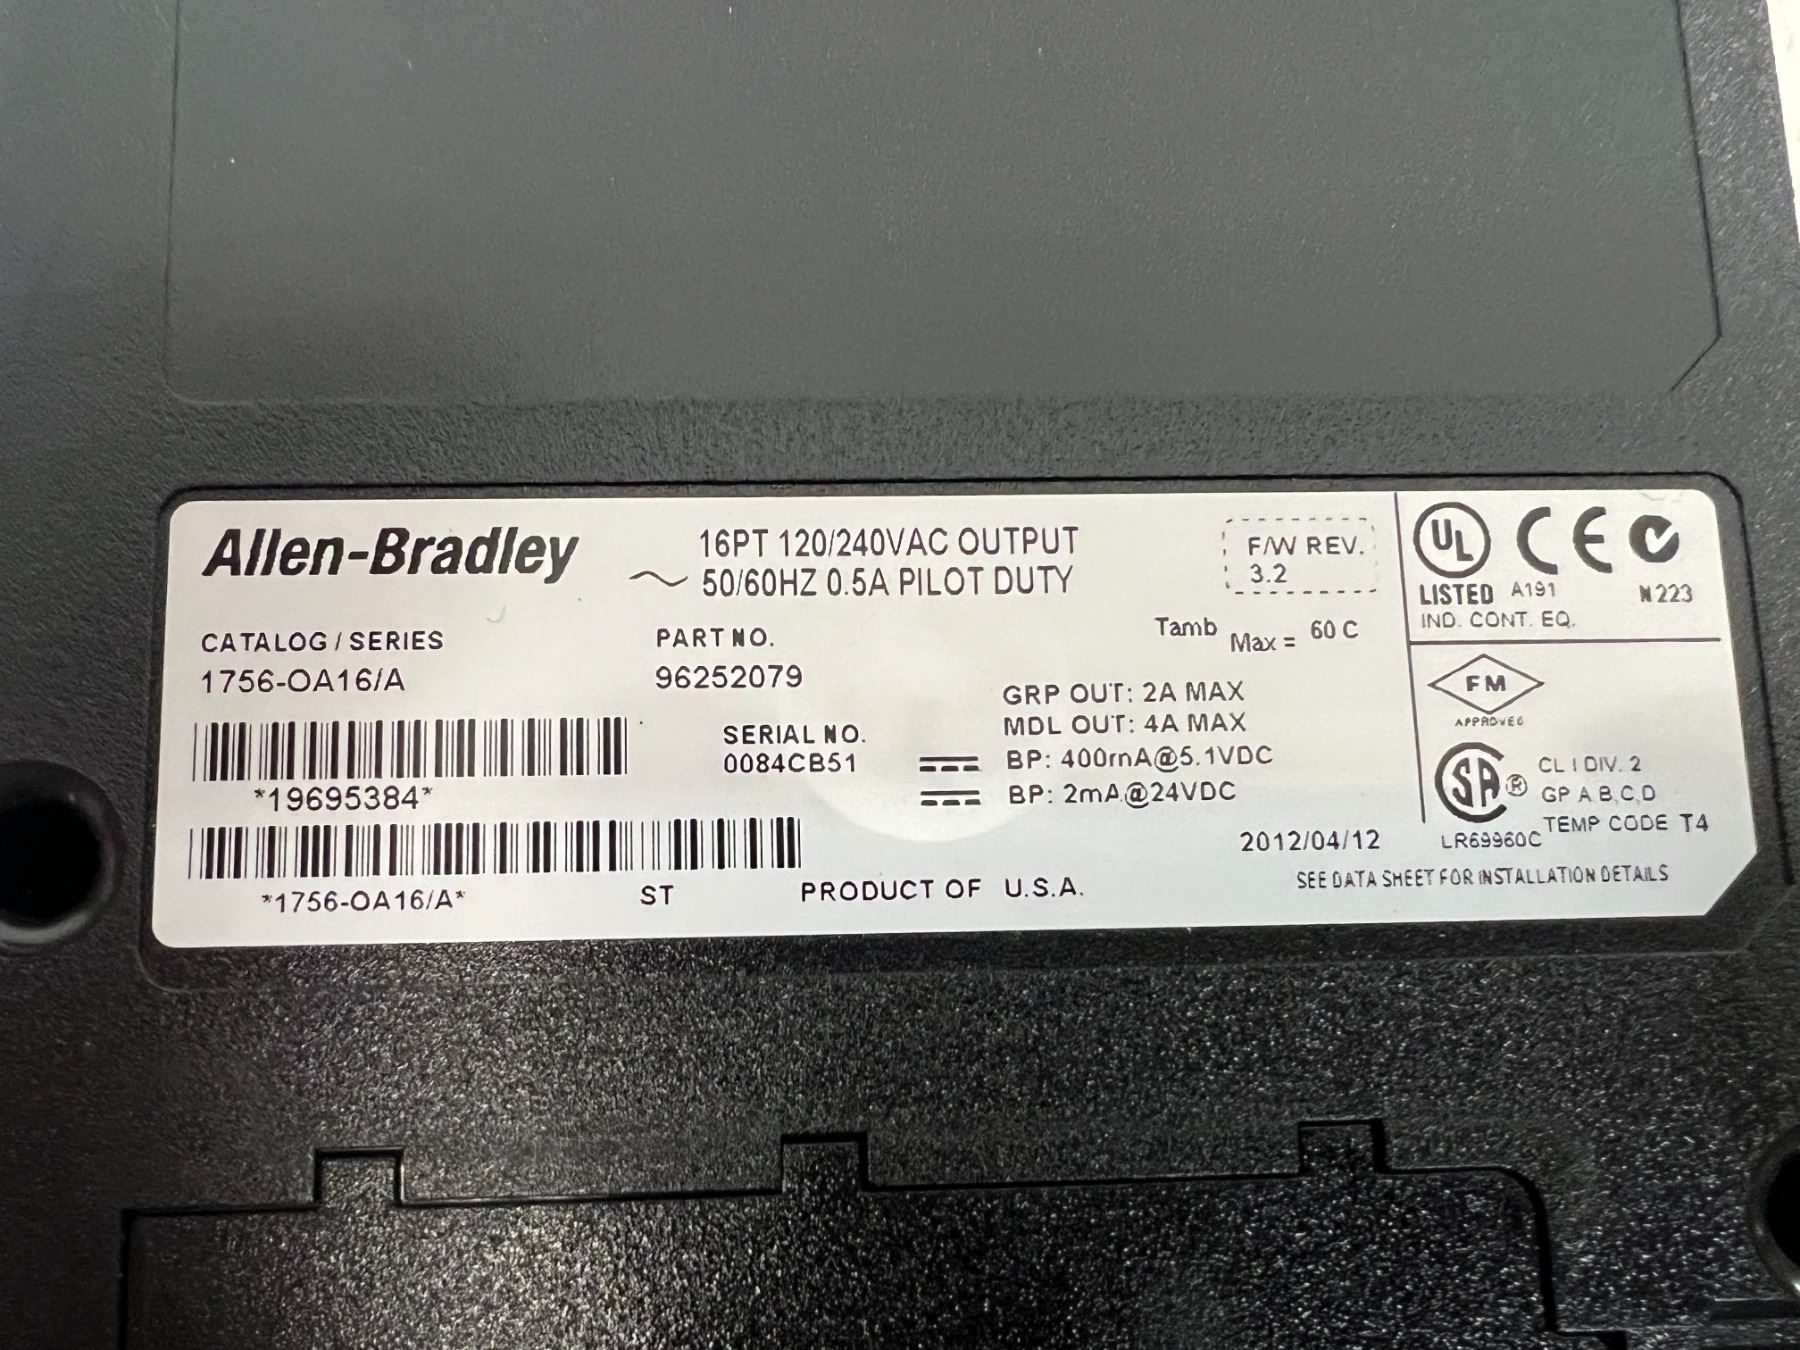 Allen-Bradley
16PT 120/240VAC OUTPUT
50/60HZ 0.5A PILOT DUTY
F/W REV.
3.2
CATALOG / SERIES
1756-OA16/A
PART NO.
96252079
Tamb Max = 60 C
SERIAL NO.
0084CB51
GRP OUT: 2A MAX
MDL OUT: 4A MAX
BP: 400mA@5.1VDC
BP: 2mA@24VDC
*19695384*
*1756-OA16/A*
ST
PRODUCT OF U.S.A.
2012/04/12
UL
LISTED A191
IND. CONT. EQ.
CE
N223
FM
APPROVED
SA ®
CL I DIV. 2
GP A,B,C,D
TEMP CODE T4
LR69960C
SEE DATA SHEET FOR INSTALLATION DETAILS